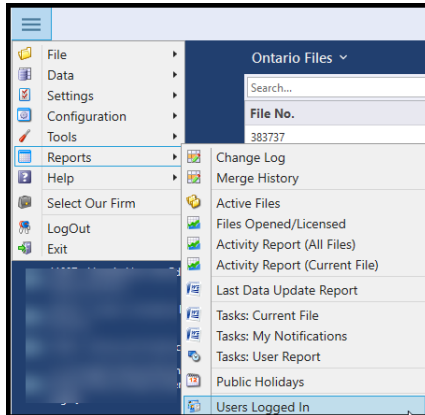 File
Data
Settings
Configuration
Tools
Reports
Help
Select Our Firm
LogOut
Exit
Ontario Files
Search...
File No.
383737
Change Log
Merge History
Active Files
Files Opened/Licensed
Activity Report (All Files)
Activity Report (Current File)
Last Data Update Report
Tasks: Current File
Tasks: My Notifications
Tasks: User Report
Public Holidays
Users Logged In